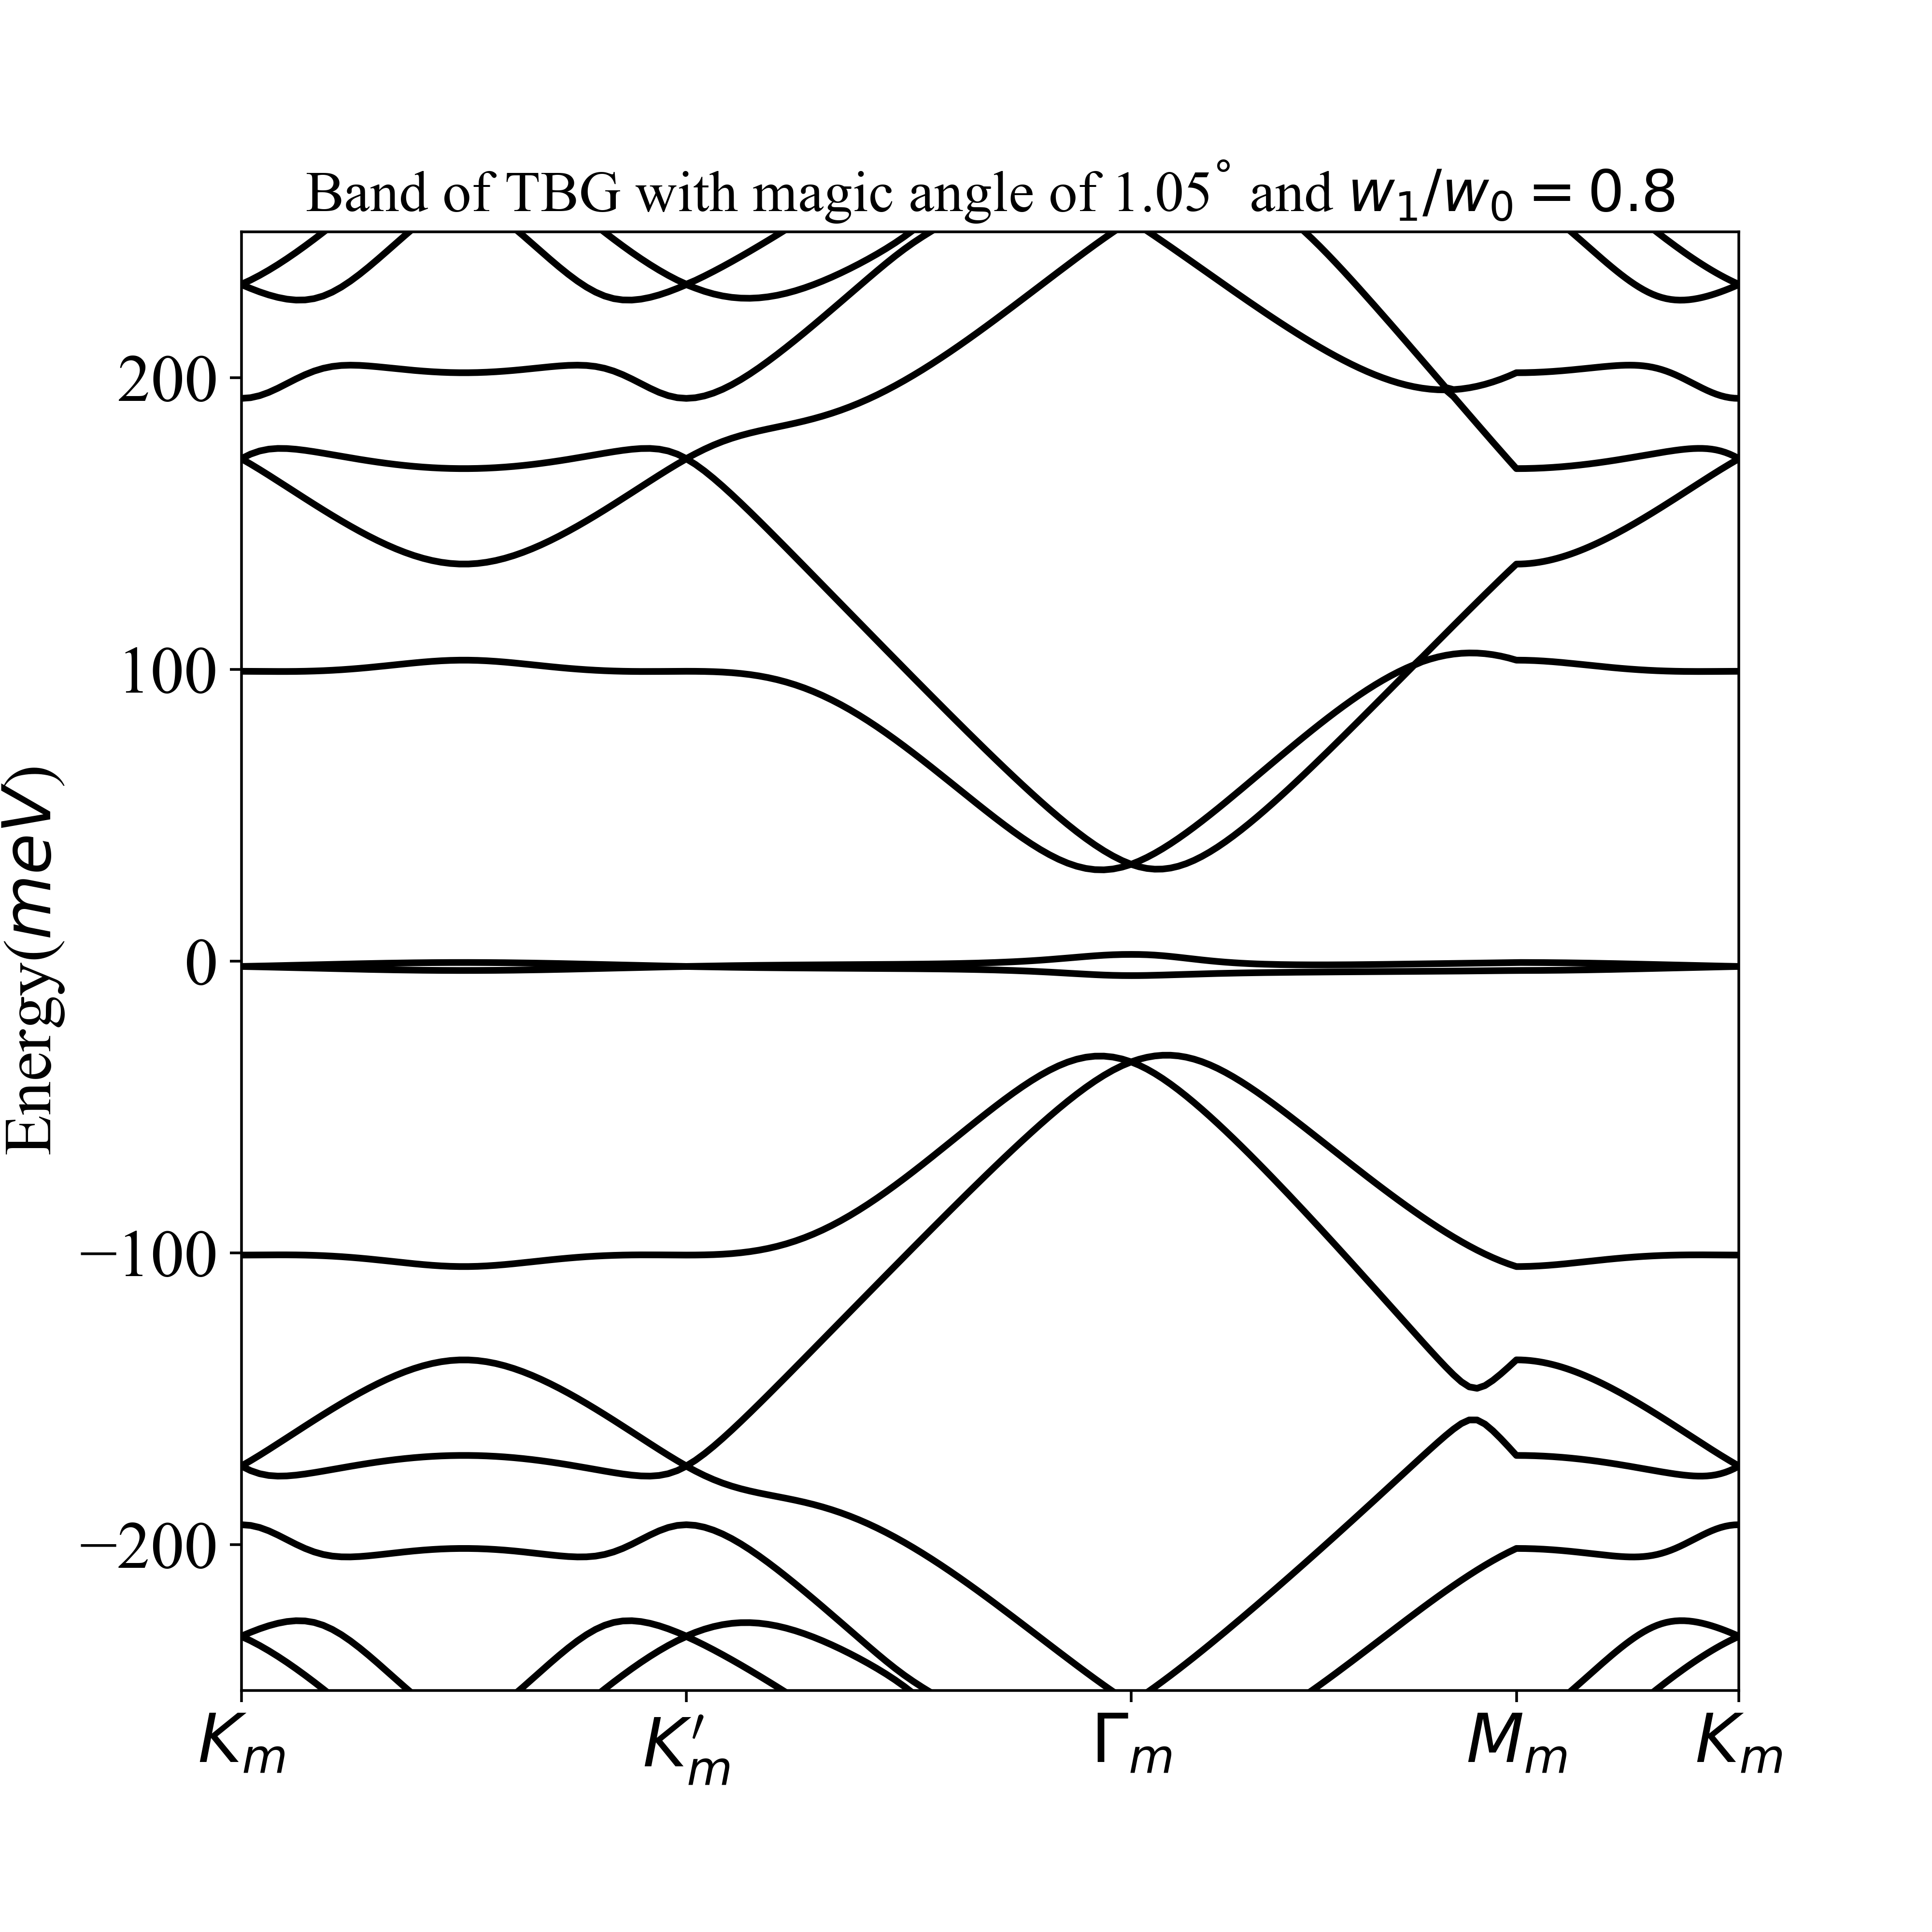 Band of TBG with magic angle of 1.05° and w₁/w₀ = 0.8
Energy(meV)
200
100
0
−100
−200
Kₘ
K′ₘ
Γₘ
Mₘ
Kₘ